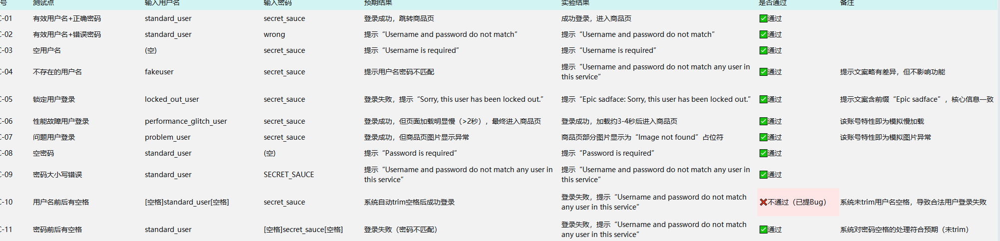 号 测试点 输入用户名 输入密码 预期结果 实验结果 是否通过 备注
C-01 有效用户名+正确密码 standard_user secret_sauce 登录成功，跳转商品页 成功登录，进入商品页 ✅通过
C-02 有效用户名+错误密码 standard_user wrong 提示“Username and password do not match” 提示“Username and password do not match” ✅通过
C-03 空用户名 (空) secret_sauce 提示“Username is required” 提示“Username is required” ✅通过
C-04 不存在的用户名 fakeuser secret_sauce 提示用户名密码不匹配 提示“Username and password do not match any user in
this service” ✅通过 提示文案略有差异，但不影响功能
C-05 锁定用户登录 locked_out_user secret_sauce 登录失败，提示“Sorry, this user has been locked out.” 提示“Epic sadface: Sorry, this user has been locked out.” ✅通过 提示文案含前缀“Epic sadface”，核心信息一致
C-06 性能故障用户登录 performance_glitch_user secret_sauce 登录成功，但页面加载明显慢（>2秒），最终进入商品页 登录成功，加载约3-4秒后进入商品页 ✅通过 该账号特性即为模拟慢加载
C-07 问题用户登录 problem_user secret_sauce 登录成功，但商品页图片显示异常 商品页部分图片显示为“Image not found”占位符 ✅通过 该账号特性即为模拟图片异常
C-08 空密码 standard_user (空) 提示“Password is required” 提示“Password is required” ✅通过
C-09 密码大小写错误 standard_user SECRET_SAUCE 提示“Username and password do not match any user in
this service” 提示“Username and password do not match any user in
this service” ✅通过
C-10 用户名前后有空格 [空格]standard_user[空格] secret_sauce 系统自动trim空格后成功登录 登录失败，提示“Username and password do not match
any user in this service” ❌不通过（已提Bug） 系统未trim用户名空格，导致合法用户登录失败
C-11 密码前后有空格 standard_user [空格]secret_sauce[空格] 登录失败（密码不匹配） 登录失败，提示“Username and password do not match
any user in this service” ✅通过 系统对密码空格的处理符合预期（未trim）